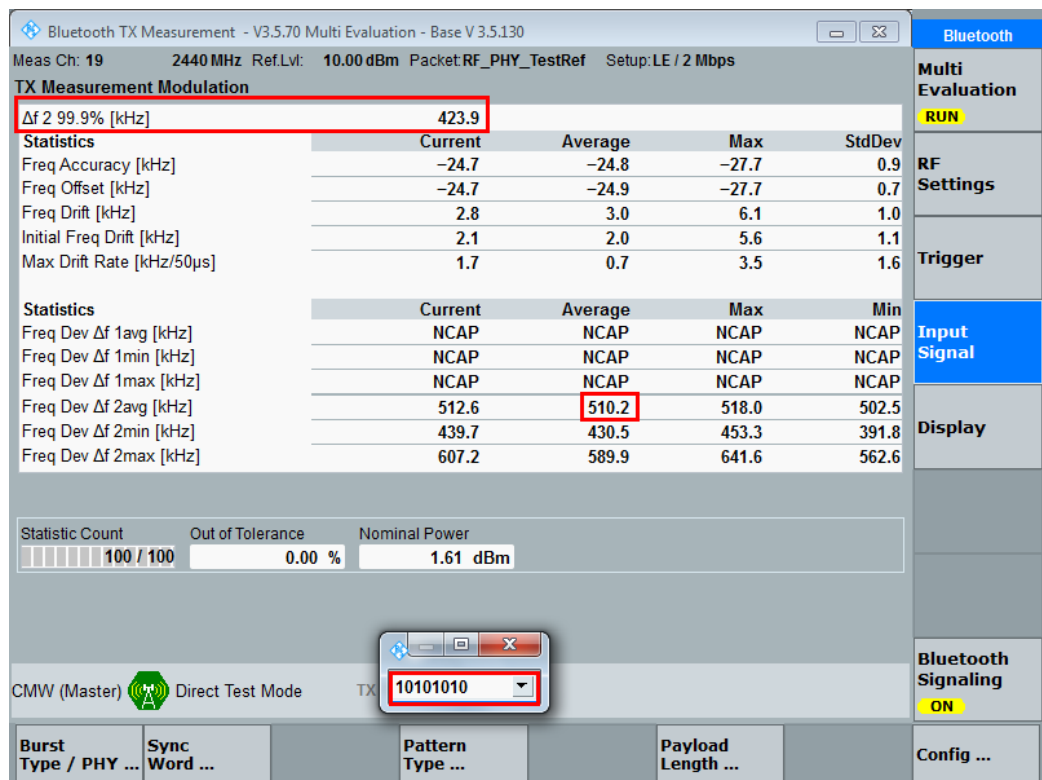 Bluetooth TX Measurement - V3.5.70 Multi Evaluation - Base V 3.5.130
Bluetooth
Meas Ch: 19 2440 MHz Ref.Lvl: 10.00 dBm Packet: RF_PHY_TestRef Setup: LE / 2 Mbps
TX Measurement Modulation
Multi
Evaluation
RUN
Δf 2 99.9% [kHz] 423.9
Statistics Current Average Max StdDev
Freq Accuracy [kHz] −24.7 −24.8 −27.7 0.9
Freq Offset [kHz] −24.7 −24.9 −27.7 0.7
Freq Drift [kHz] 2.8 3.0 6.1 1.0
Initial Freq Drift [kHz] 2.1 2.0 5.6 1.1
Max Drift Rate [kHz/50µs] 1.7 0.7 3.5 1.6
RF
Settings
Trigger
Statistics Current Average Max Min
Freq Dev Δf 1avg [kHz] NCAP NCAP NCAP NCAP
Freq Dev Δf 1min [kHz] NCAP NCAP NCAP NCAP
Freq Dev Δf 1max [kHz] NCAP NCAP NCAP NCAP
Freq Dev Δf 2avg [kHz] 512.6 510.2 518.0 502.5
Freq Dev Δf 2min [kHz] 439.7 430.5 453.3 391.8
Freq Dev Δf 2max [kHz] 607.2 589.9 641.6 562.6
Input
Signal
Display
Statistic Count Out of Tolerance Nominal Power
100 / 100 0.00 % 1.61 dBm
CMW (Master) Direct Test Mode TX
10101010
Bluetooth
Signaling
ON
Burst
Type / PHY ...
Sync
Word ...
Pattern
Type ...
Payload
Length ...
Config ...